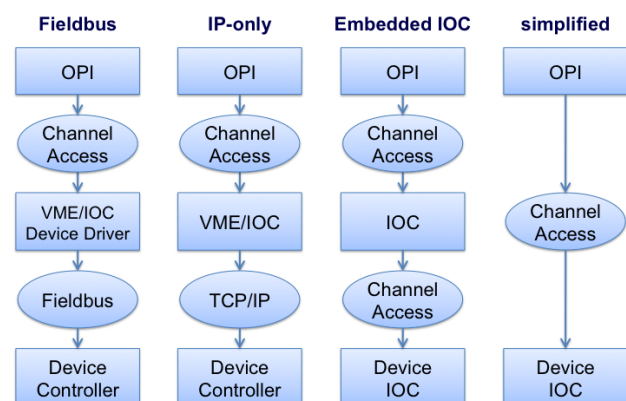 Fieldbus
IP-only
Embedded IOC
simplified
OPI
OPI
OPI
OPI
Channel
Access
Channel
Access
Channel
Access
VME/IOC
Device Driver
VME/IOC
IOC
Channel
Access
Fieldbus
TCP/IP
Channel
Access
Device
Controller
Device
Controller
Device
IOC
Device
IOC